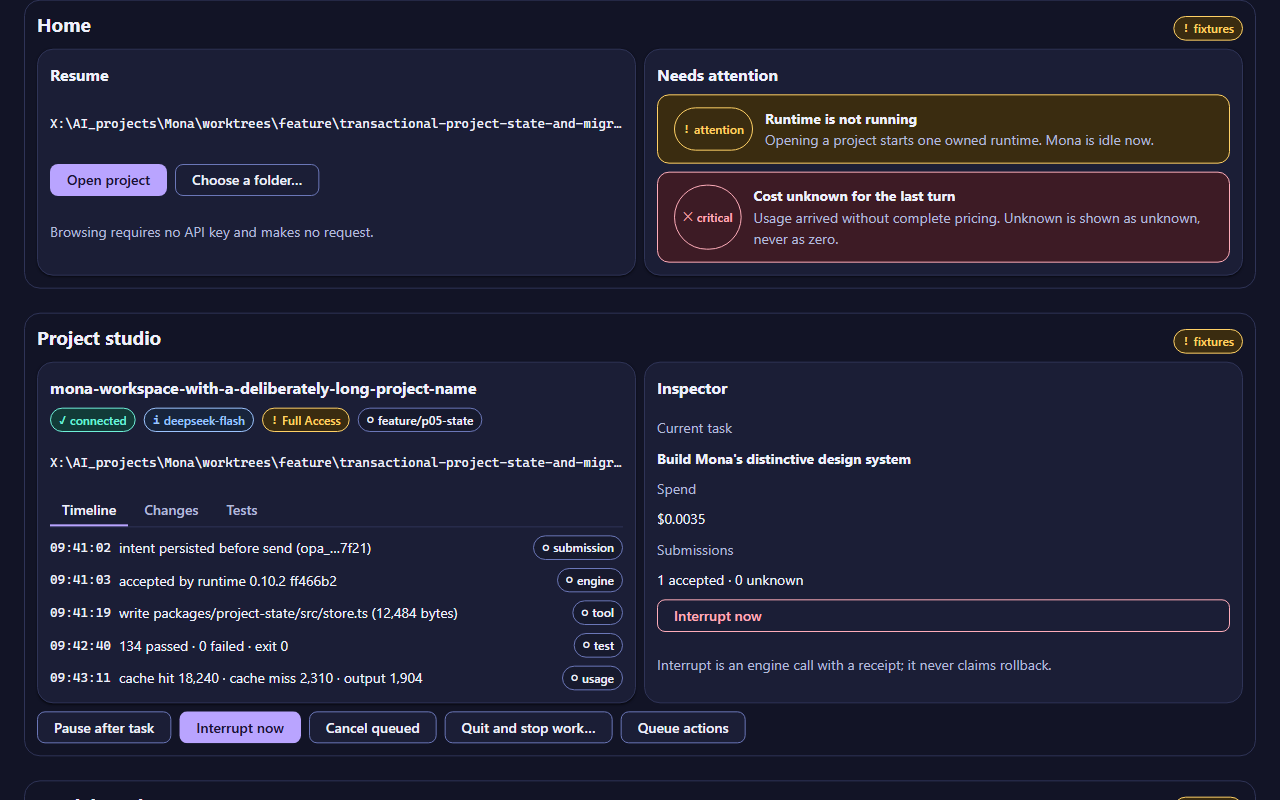 Home
! fixtures
Resume
X:\AI_projects\Mona\worktrees\feature\transactional-project-state-and-migr…
Open project
Choose a folder…
Browsing requires no API key and makes no request.
Needs attention
! attention
Runtime is not running
Opening a project starts one owned runtime. Mona is idle now.
× critical
Cost unknown for the last turn
Usage arrived without complete pricing. Unknown is shown as unknown,
never as zero.
Project studio
! fixtures
mona-workspace-with-a-deliberately-long-project-name
✓ connected
i deepseek-flash
! Full Access
feature/p05-state
X:\AI_projects\Mona\worktrees\feature\transactional-project-state-and-migr…
Timeline
Changes
Tests
09:41:02 intent persisted before send (opa_…7f21) submission
09:41:03 accepted by runtime 0.10.2 ff466b2 engine
09:41:19 write packages/project-state/src/store.ts (12,484 bytes) tool
09:42:40 134 passed · 0 failed · exit 0 test
09:43:11 cache hit 18,240 · cache miss 2,310 · output 1,904 usage
Inspector
Current task
Build Mona's distinctive design system
Spend
$0.0035
Submissions
1 accepted · 0 unknown
Interrupt now
Interrupt is an engine call with a receipt; it never claims rollback.
Pause after task
Interrupt now
Cancel queued
Quit and stop work…
Queue actions